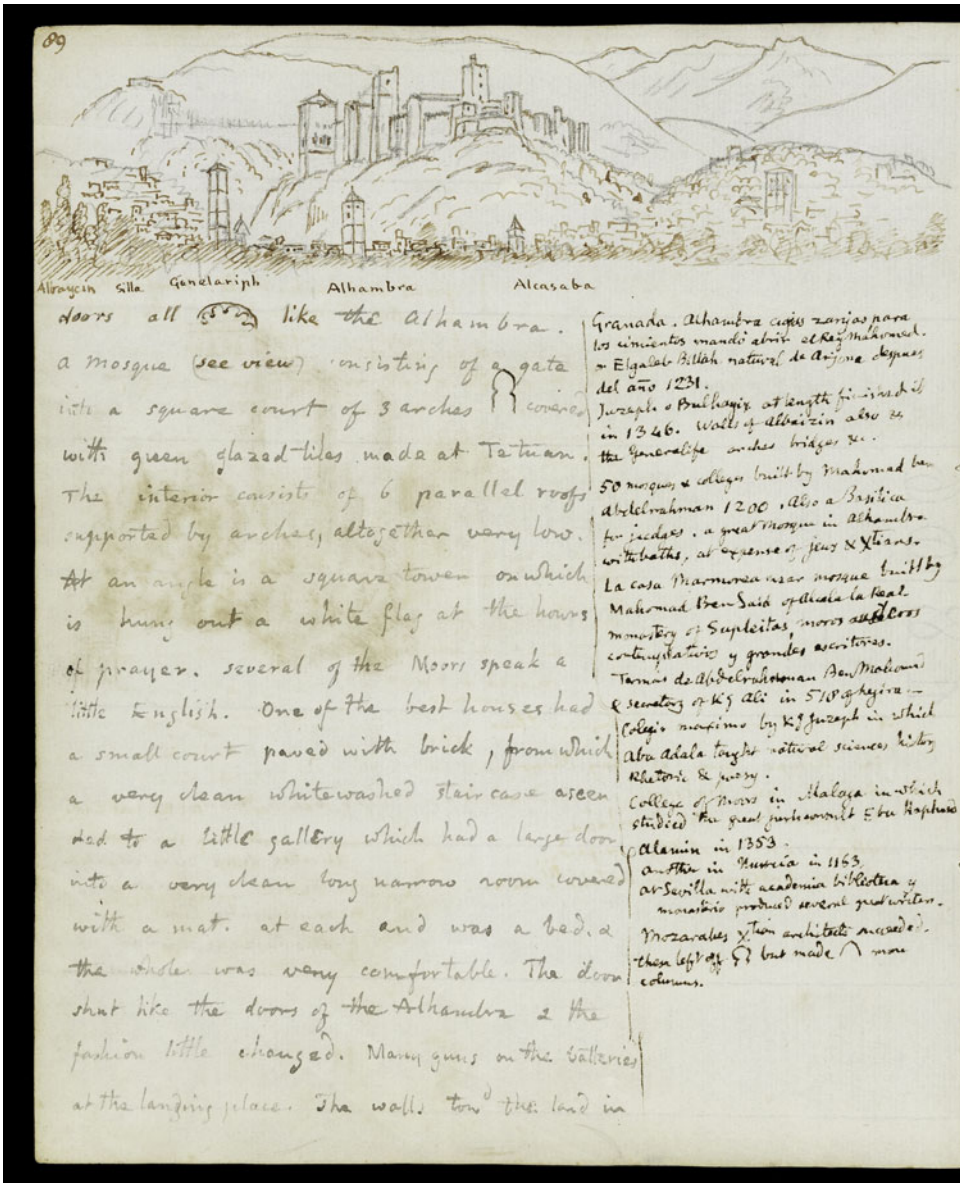 89
Albaycin Silla Genelariph Alhambra Alcasaba
doors all like the Alhambra.
a mosque (see view) consisting of a gate
into a square court of 3 arches covered
with green glazed tiles made at Tetuan.
The interior consists of 6 parallel roofs
supported by arches, altogether very low.
At an angle is a square tower on which
is hung out a white flag at the hours
of prayer. several of the Moors speak a
little English. One of the best houses had
a small court paved with brick, from which
a very clean whitewashed staircase ascen
ded to a little gallery which had a large door
into a very clean long narrow room covered
with a mat. at each end was a bed. &
the whole was very comfortable. The door
shut like the doors of the Alhambra & the
fashion little changed. Many guns on the batteries
at the landing place. The walls towd the land in
Granada. Alhambra cujus zanjas para
los cimientos mandó abrir el Rey Mahomed.
Elgaleb Billah natural de Arjona despues
del año 1231.
Juzeph o Bulhagix at length finished it
in 1346. Walls of Albaizin also &
the Generalife arches bridges &c.
50 mosques & colleges built by Mahomad ben
Abdelrahman 1200. Also a Basilica
for juezes. a great Mosque in Alhambra
with baths, at expense of jews & Xtians.
La casa Marmorea near mosque built by
Mahomad Ben Said of Alcala la Real
monastery of moros
contemplativos y grandes escritores.
Termas de Abdelrahman Ben Mahomd
secretary of Kg Ali in 518 of hegira
Colegio maximo by Kg Juzeph in which
Abu Adala taught natural sciences history
Rhetoric & poesy.
College of Moors in Malaga in which
studied the great jurisconsult Ebn
Alamin in 1353.
another in Murcia in 1163.
at Sevilla with academia biblioteca y
monasterio produced several great writers.
Mozarabes Xtian architects succeeded.
these left off but made more
columns.